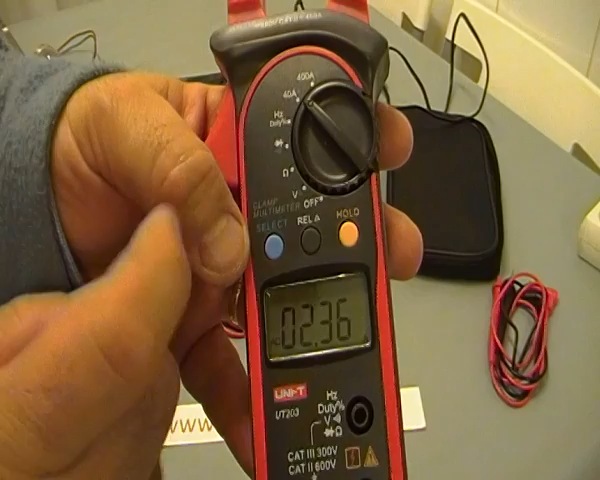 400A
40A
Hz
Duty%
Ω
V
OFF
CLAMP
MULTIMETER
SELECT
REL Δ
HOLD
02.36
UNI-T
UT203
Hz
Duty%
V
Ω
CAT III 300V
CAT II 600V
WWW